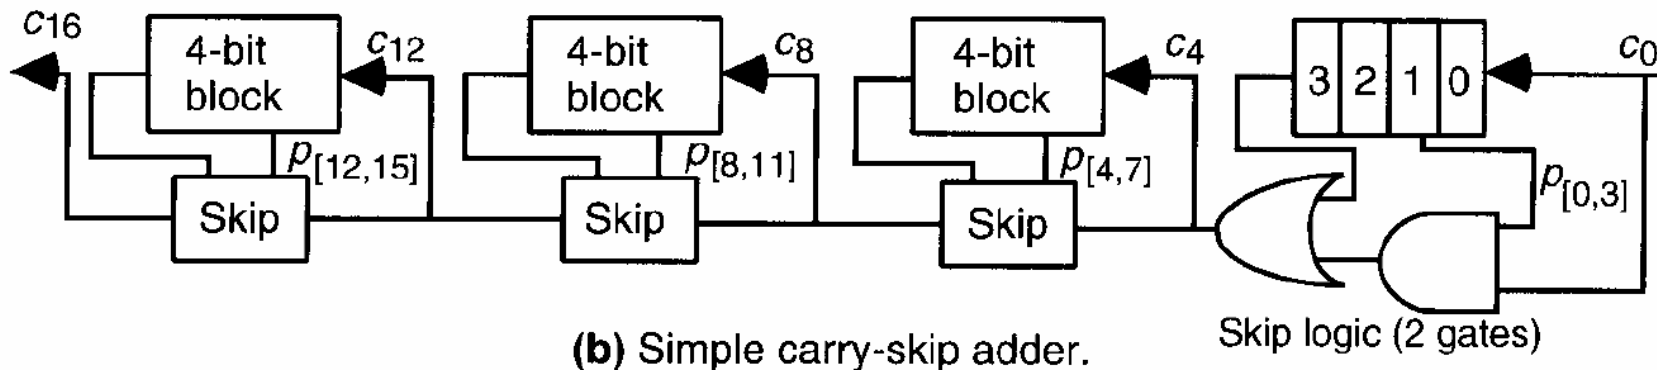 c16 4-bit block c12 4-bit block c8 4-bit block c4 3 2 1 0 c0
p[12,15] p[8,11] p[4,7] p[0,3]
Skip Skip Skip
Skip logic (2 gates)
(b) Simple carry-skip adder.